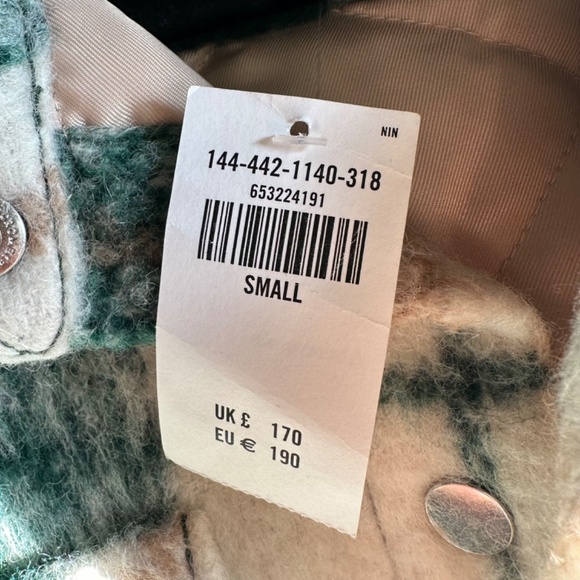 NIN
144-442-1140-318
653224191
SMALL
UK £ 170
EU € 190